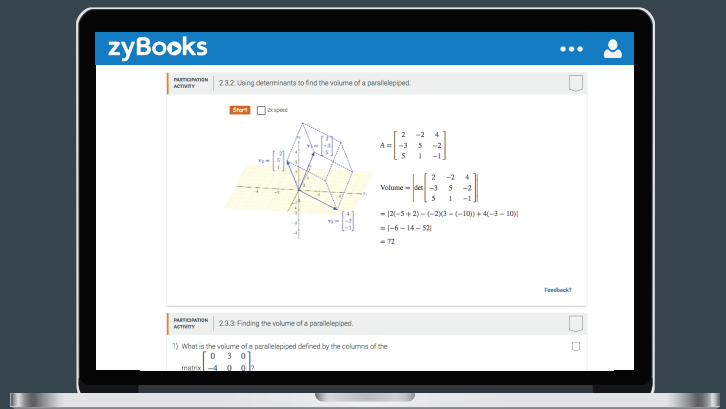 zyBooks
PARTICIPATION
ACTIVITY
2.3.2: Using determinants to find the volume of a parallelepiped.
Start
2x speed
A = [ 2 −2 4
−3 5 −2
5 1 −1 ]
Volume = |det [ 2 −2 4
−3 5 −2
5 1 −1 ]|
= |2(−5 + 2) − (−2)(3 − (−10)) + 4(−3 − 10)|
= |−6 − 14 − 52|
= 72
Feedback?
PARTICIPATION
ACTIVITY
2.3.3: Finding the volume of a parallelepiped.
1) What is the volume of a parallelepiped defined by the columns of the
matrix [ 0 3 0
−4 0 0 ]?